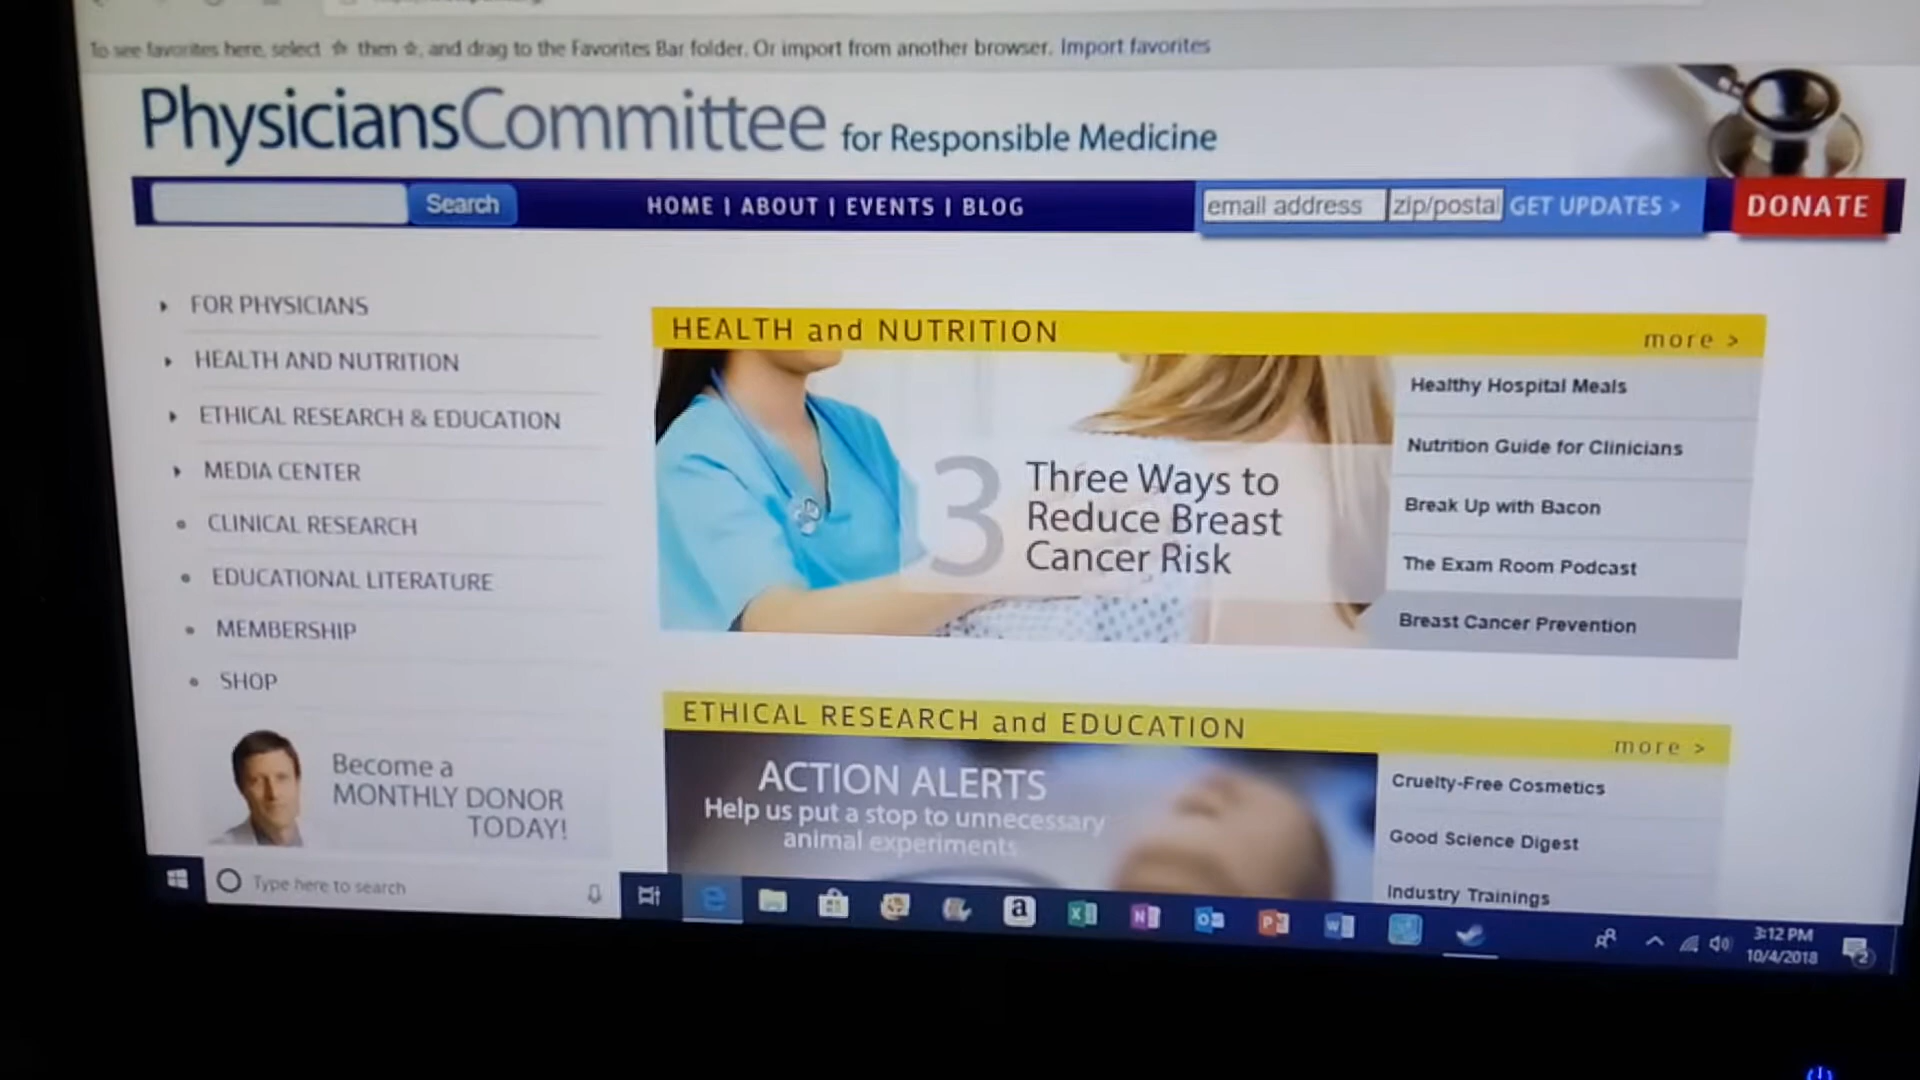 To see favorites here, select ☆ then ☆, and drag to the Favorites Bar folder. Or import from another browser. Import favorites
PhysiciansCommittee for Responsible Medicine
Search
HOME | ABOUT | EVENTS | BLOG
email address
zip/postal
GET UPDATES >
DONATE
FOR PHYSICIANS
HEALTH AND NUTRITION
ETHICAL RESEARCH & EDUCATION
MEDIA CENTER
CLINICAL RESEARCH
EDUCATIONAL LITERATURE
MEMBERSHIP
SHOP
Become a
MONTHLY DONOR
TODAY!
HEALTH and NUTRITION
more >
3
Three Ways to
Reduce Breast
Cancer Risk
Healthy Hospital Meals
Nutrition Guide for Clinicians
Break Up with Bacon
The Exam Room Podcast
Breast Cancer Prevention
ETHICAL RESEARCH and EDUCATION
more >
ACTION ALERTS
Help us put a stop to unnecessary
animal experiments
Cruelty-Free Cosmetics
Good Science Digest
Industry Trainings
Type here to search
a
X
N
O
P
W
3:12 PM
10/4/2018
2